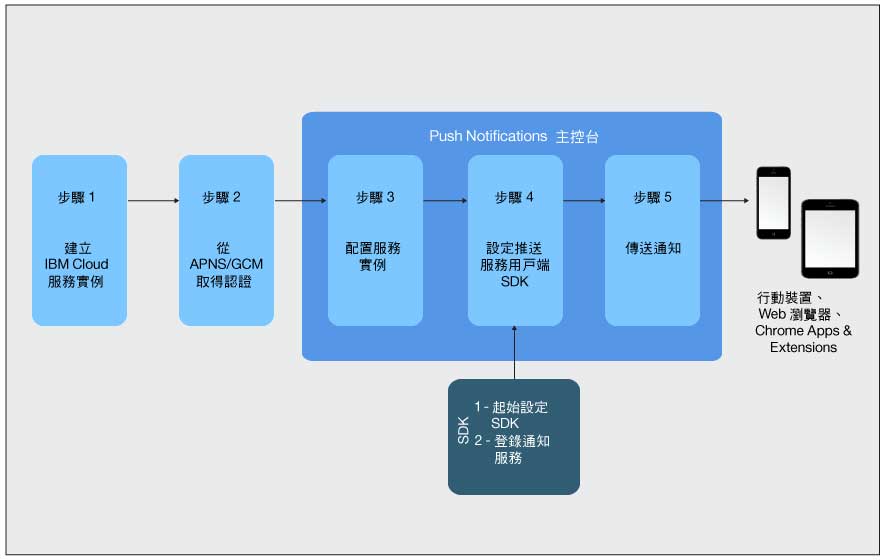 Push Notifications 主控台
步驟 1
建立
IBM Cloud
服務實例
步驟 2
從
APNS/GCM
取得認證
步驟 3
配置服務
實例
步驟 4
設定推送
服務用戶端
SDK
步驟 5
傳送通知
行動裝置、
Web 瀏覽器、
Chrome Apps &
Extensions
SDK
1 - 起始設定
SDK
2 - 登錄通知
服務